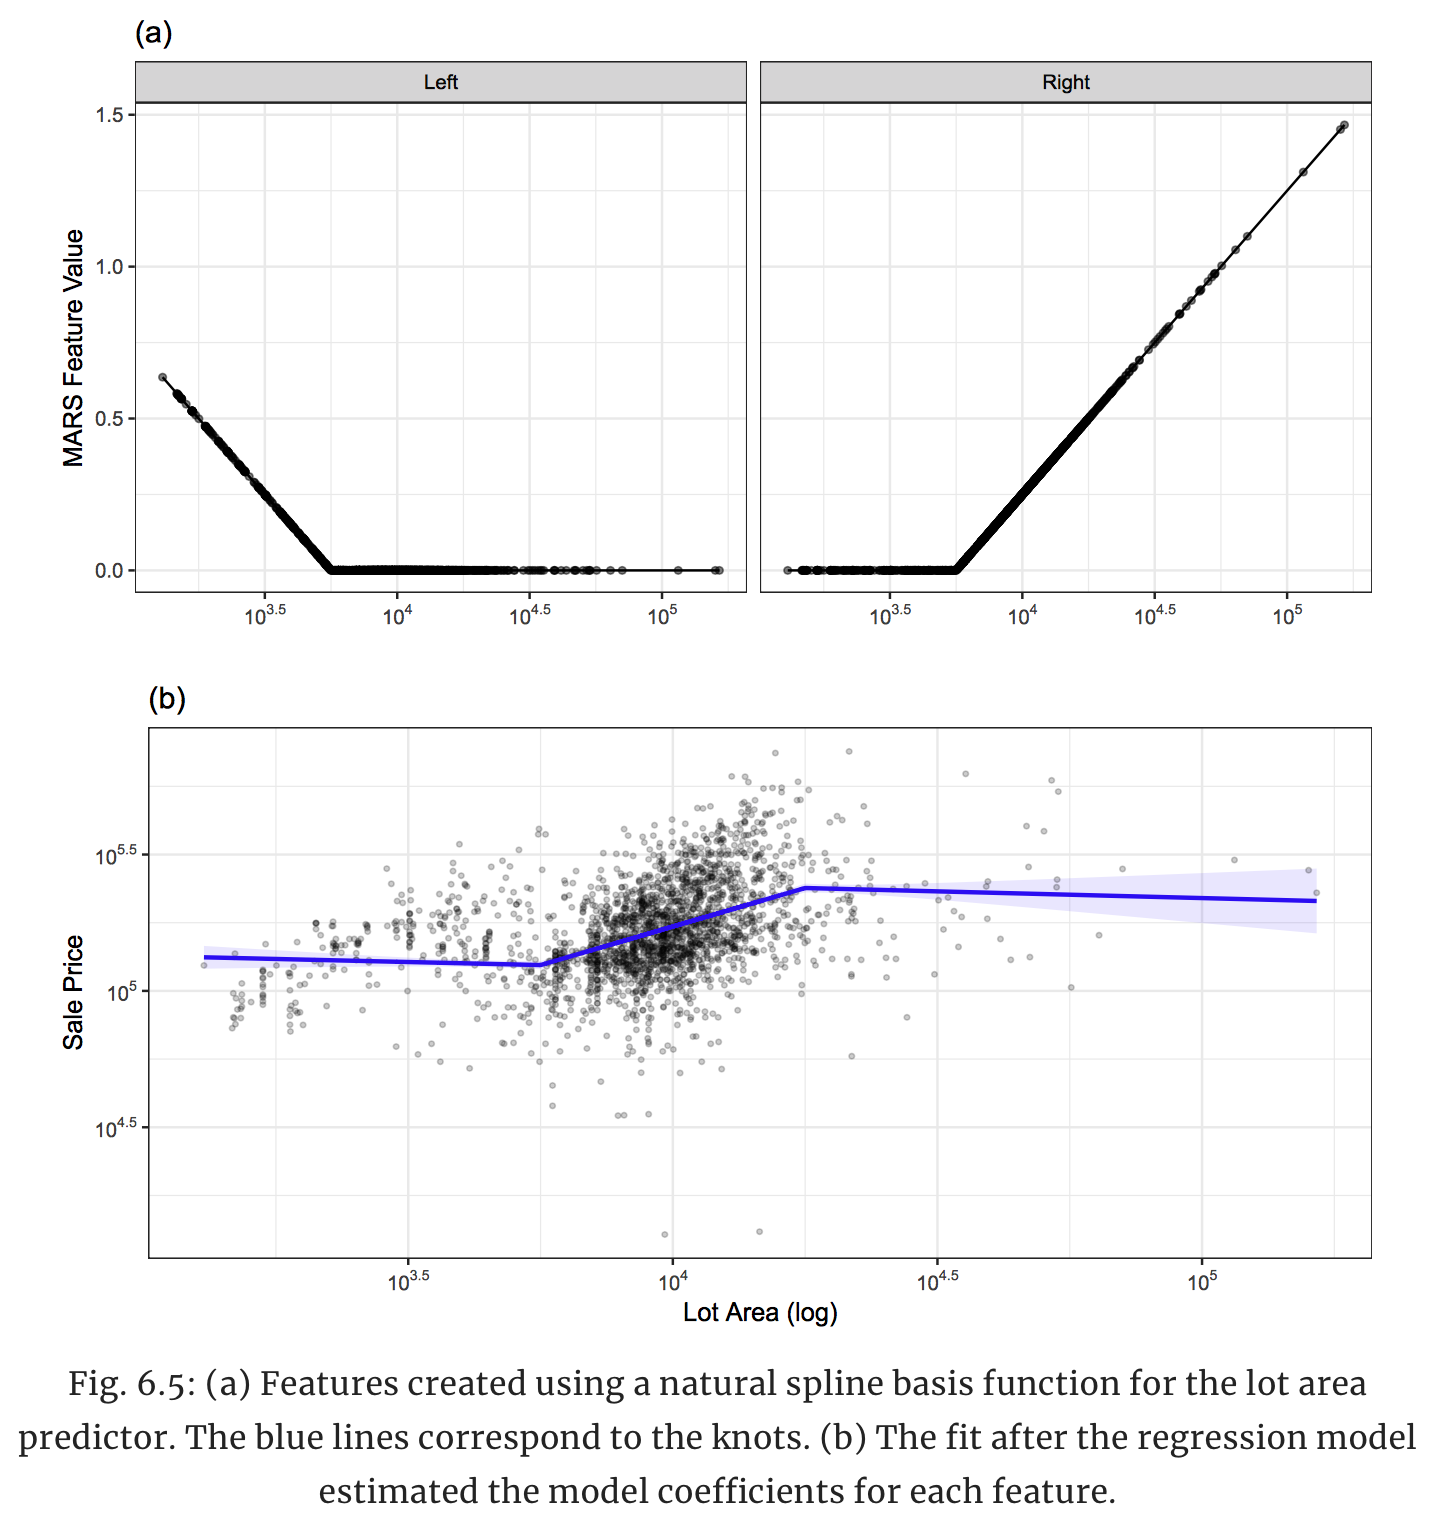 (a)
Left
Right
MARS Feature Value
1.5
1.0
0.5
0.0
10^3.5
10^4
10^4.5
10^5
10^3.5
10^4
10^4.5
10^5
(b)
Sale Price
10^5.5
10^5
10^4.5
10^3.5
10^4
10^4.5
10^5
Lot Area (log)
Fig. 6.5: (a) Features created using a natural spline basis function for the lot area
predictor. The blue lines correspond to the knots. (b) The fit after the regression model
estimated the model coefficients for each feature.